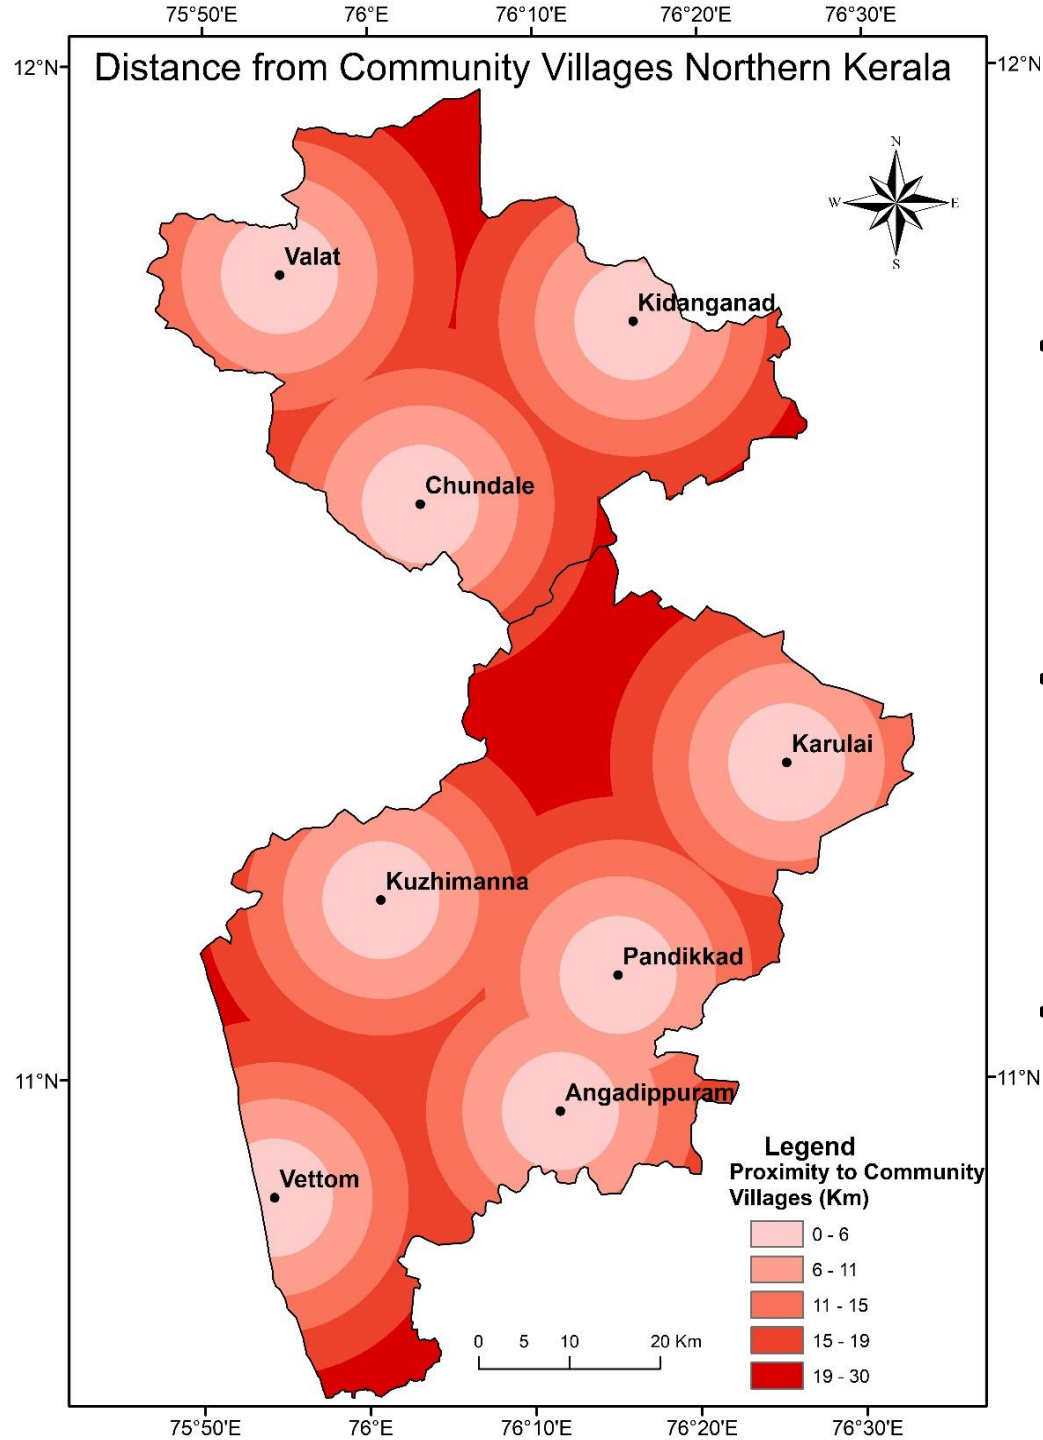 75°50'E 76°E 76°10'E 76°20'E 76°30'E
12°N 12°N
Distance from Community Villages Northern Kerala
N
W E
S
Valat
Kidanganad
Chundale
Karulai
Kuzhimanna
Pandikkad
11°N 11°N
Angadippuram
Legend
Proximity to Community
Villages (Km)
Vettom
0 - 6
6 - 11
11 - 15
15 - 19
19 - 30
0 5 10 20 Km
75°50'E 76°E 76°10'E 76°20'E 76°30'E